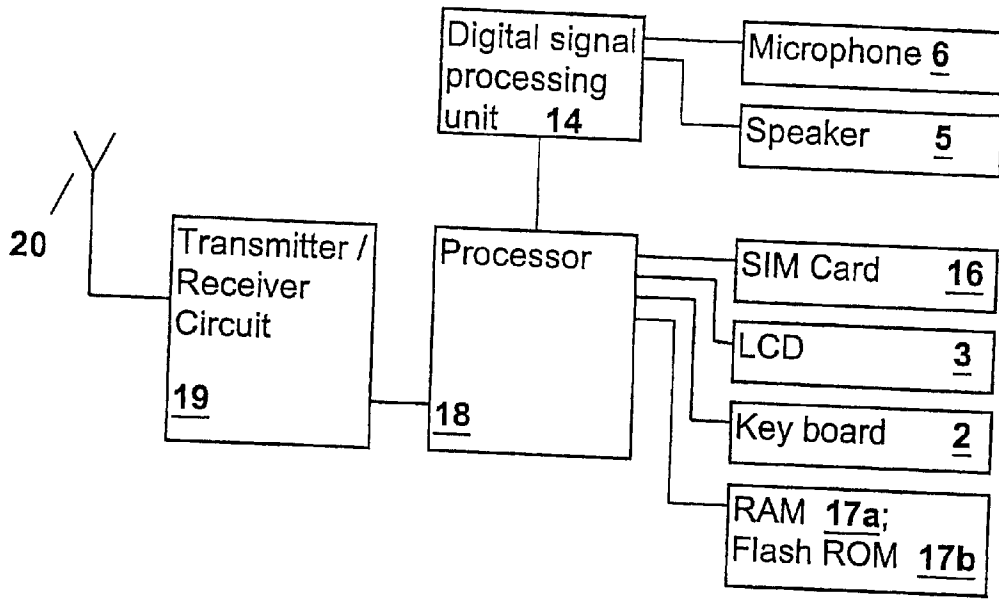 Digital signal
processing
unit 14
Microphone 6
Speaker 5
20
Transmitter /
Receiver
Circuit
19
Processor
18
SIM Card 16
LCD 3
Key board 2
RAM 17a;
Flash ROM 17b